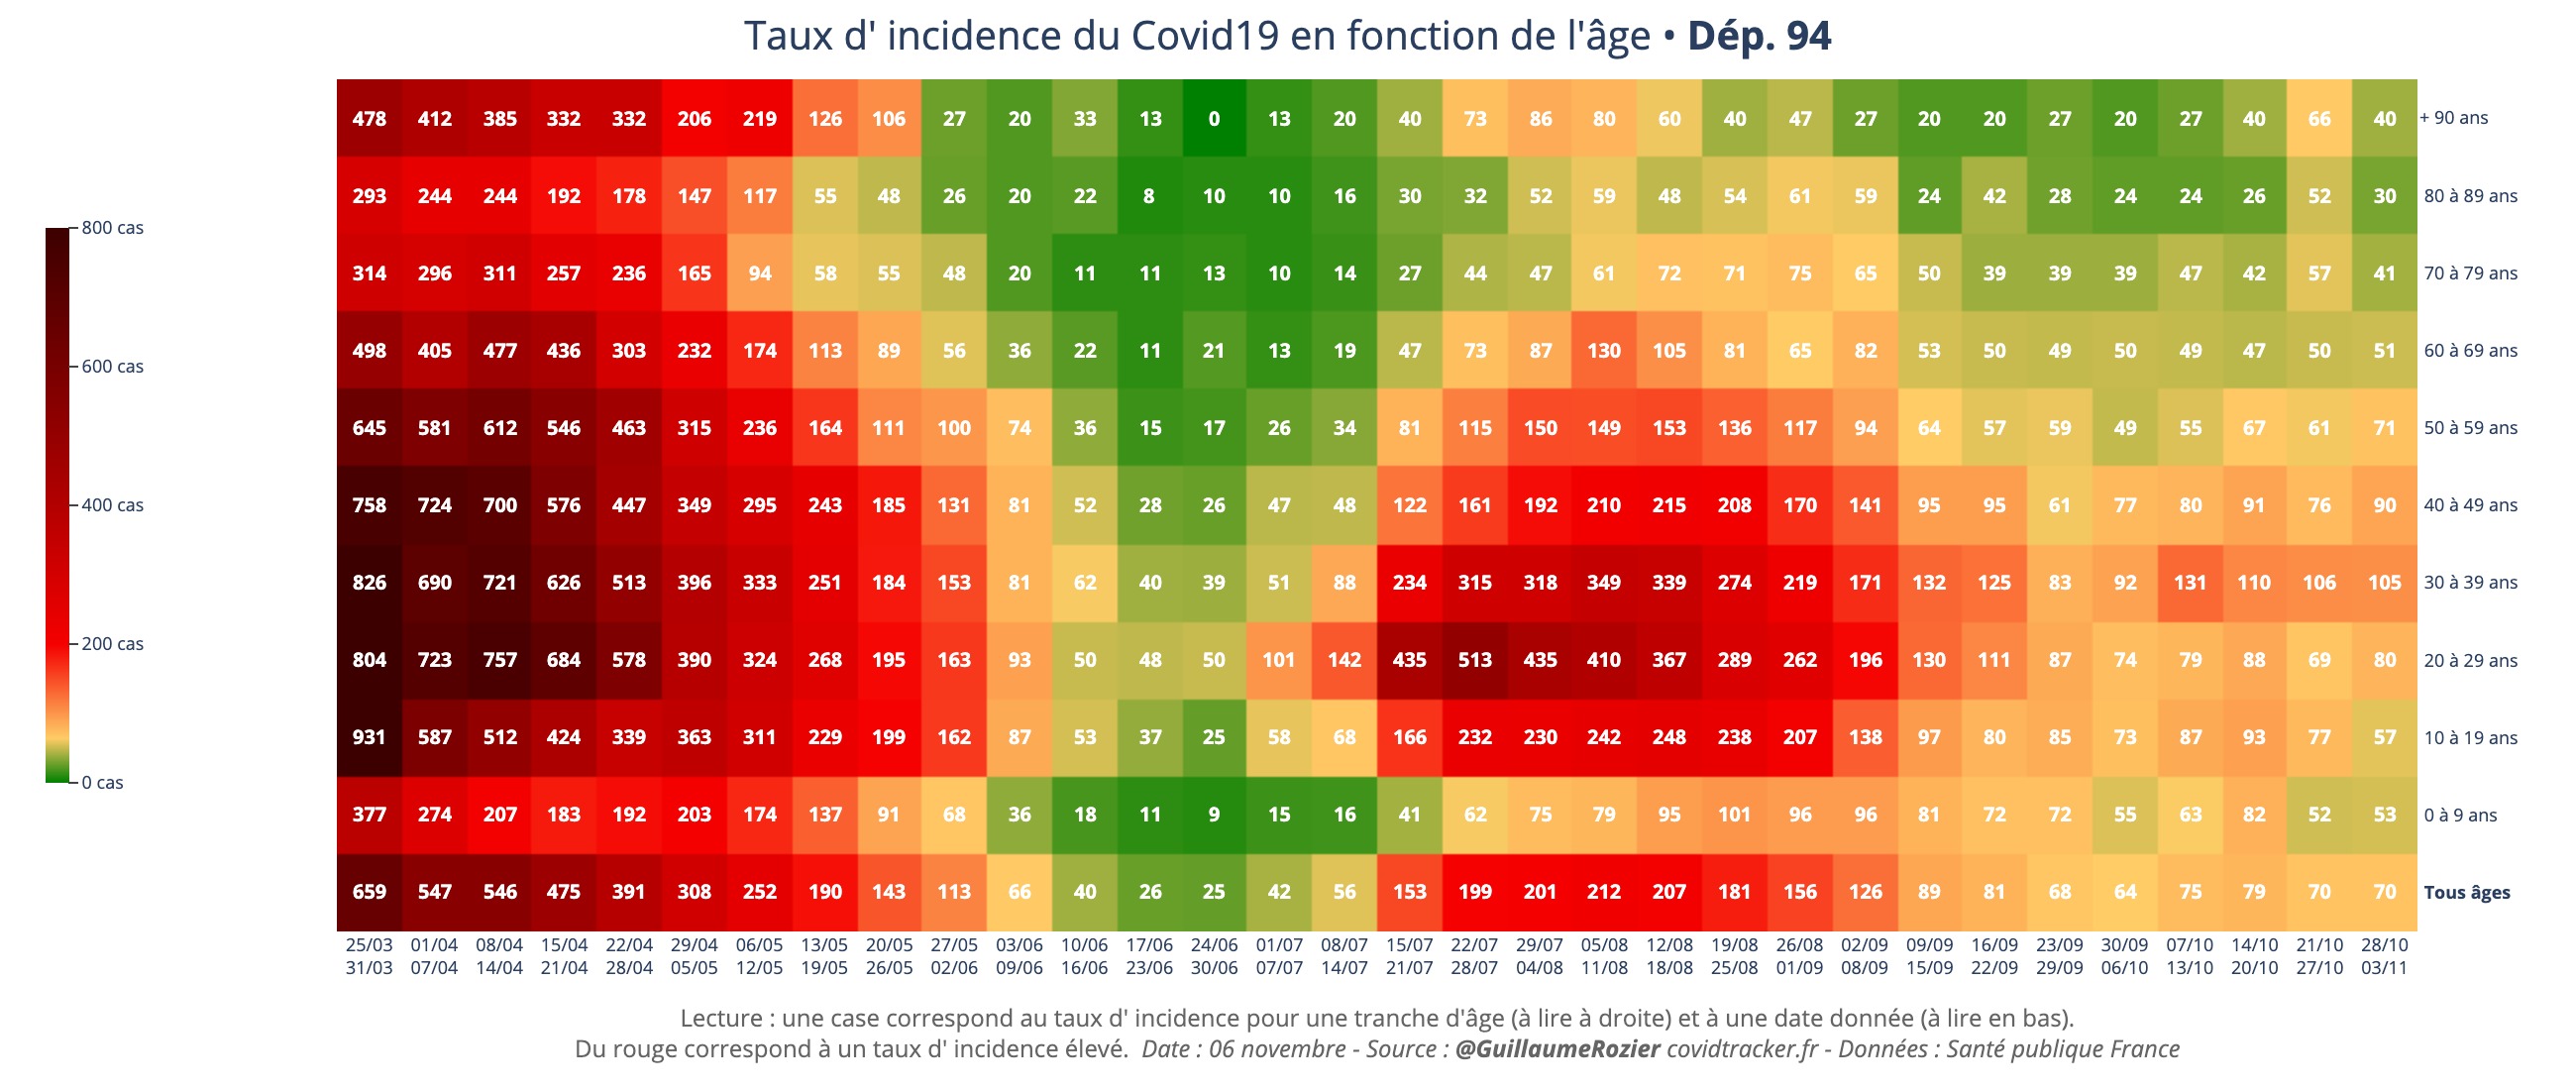 Taux d' incidence du Covid19 en fonction de l'âge • Dép. 94
478 412 385 332 332 206 219 126 106 27 20 33 13 0 13 20 40 73 86 80 60 40 47 27 20 20 27 20 27 40 66 40 + 90 ans
293 244 244 192 178 147 117 55 48 26 20 22 8 10 10 16 30 32 52 59 48 54 61 59 24 42 28 24 24 26 52 30 80 à 89 ans
800 cas
314 296 311 257 236 165 94 58 55 48 20 11 11 13 10 14 27 44 47 61 72 71 75 65 50 39 39 39 47 42 57 41 70 à 79 ans
498 405 477 436 303 232 174 113 89 56 36 22 11 21 13 19 47 73 87 130 105 81 65 82 53 50 49 50 49 47 50 51 60 à 69 ans
600 cas
645 581 612 546 463 315 236 164 111 100 74 36 15 17 26 34 81 115 150 149 153 136 117 94 64 57 59 49 55 67 61 71 50 à 59 ans
400 cas
758 724 700 576 447 349 295 243 185 131 81 52 28 26 47 48 122 161 192 210 215 208 170 141 95 95 61 77 80 91 76 90 40 à 49 ans
826 690 721 626 513 396 333 251 184 153 81 62 40 39 51 88 234 315 318 349 339 274 219 171 132 125 83 92 131 110 106 105 30 à 39 ans
200 cas
804 723 757 684 578 390 324 268 195 163 93 50 48 50 101 142 435 513 435 410 367 289 262 196 130 111 87 74 79 88 69 80 20 à 29 ans
931 587 512 424 339 363 311 229 199 162 87 53 37 25 58 68 166 232 230 242 248 238 207 138 97 80 85 73 87 93 77 57 10 à 19 ans
0 cas
377 274 207 183 192 203 174 137 91 68 36 18 11 9 15 16 41 62 75 79 95 101 96 96 81 72 72 55 63 82 52 53 0 à 9 ans
659 547 546 475 391 308 252 190 143 113 66 40 26 25 42 56 153 199 201 212 207 181 156 126 89 81 68 64 75 79 70 70 Tous âges
25/03 01/04 08/04 15/04 22/04 29/04 06/05 13/05 20/05 27/05 03/06 10/06 17/06 24/06 01/07 08/07 15/07 22/07 29/07 05/08 12/08 19/08 26/08 02/09 09/09 16/09 23/09 30/09 07/10 14/10 21/10 28/10
31/03 07/04 14/04 21/04 28/04 05/05 12/05 19/05 26/05 02/06 09/06 16/06 23/06 30/06 07/07 14/07 21/07 28/07 04/08 11/08 18/08 25/08 01/09 08/09 15/09 22/09 29/09 06/10 13/10 20/10 27/10 03/11
Lecture : une case correspond au taux d' incidence pour une tranche d'âge (à lire à droite) et à une date donnée (à lire en bas).
Du rouge correspond à un taux d' incidence élevé. Date : 06 novembre - Source : @GuillaumeRozier covidtracker.fr - Données : Santé publique France